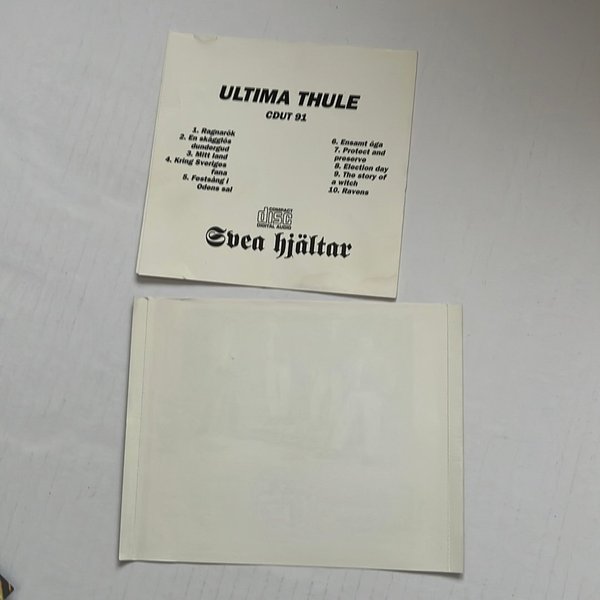 ULTIMA THULE
CDUT 91
1. Ragnarök
2. En skägglös
dundergud
3. Mitt land
4. Kring Sveriges
fana
5. Festsång i
Odens sal
6. Ensamt öga
7. Protect and
preserve
8. Election day
9. The story of
a witch
10. Ravens
COMPACT
disc
DIGITAL AUDIO
Svea hjältar